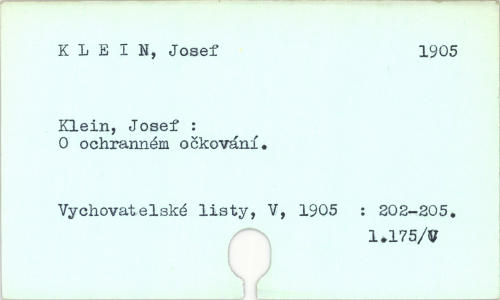 K L E I N, Josef 1905
Klein, Josef :
O ochranném očkování.
Vychovatelské listy, V, 1905 : 202-205.
1.175/V